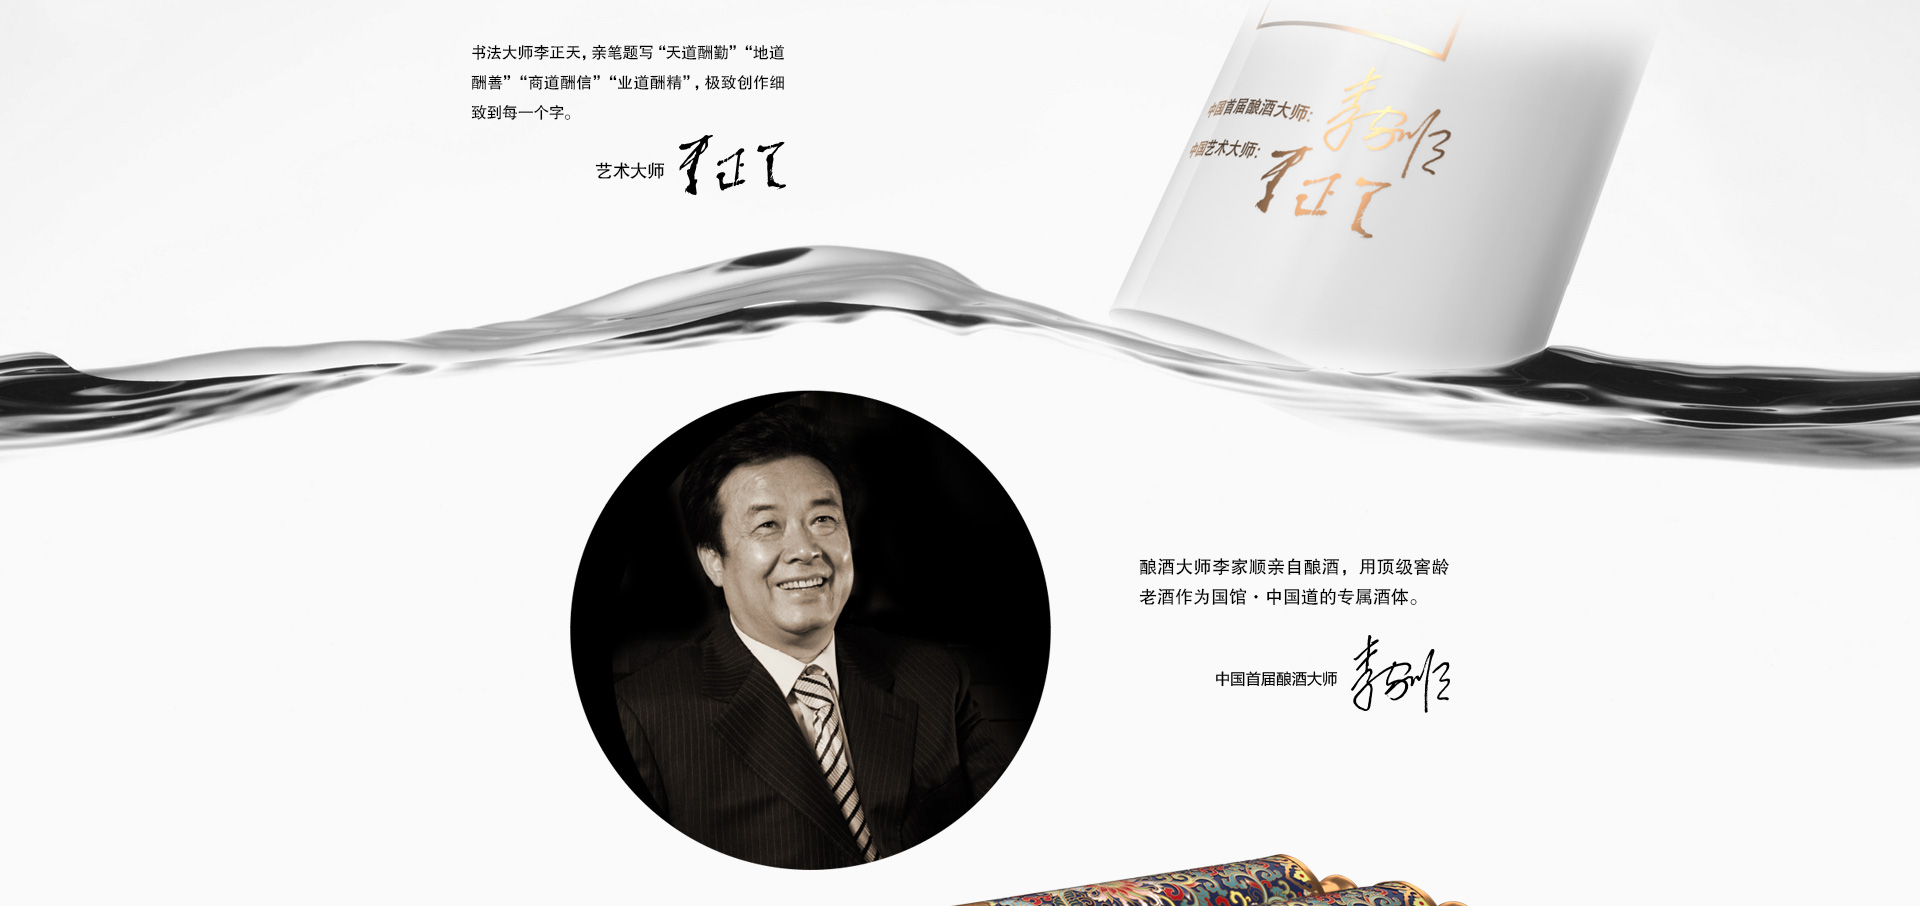 书法大师李正天，亲笔题写“天道酬勤”“地道
酬善”“商道酬信”“业道酬精”，极致创作细
致到每一个字。
艺术大师 李正天
中国首届酿酒大师：李家顺
中国艺术大师：李正天
酿酒大师李家顺亲自酿酒，用顶级窖龄
老酒作为国馆·中国道的专属酒体。
中国首届酿酒大师 李家顺